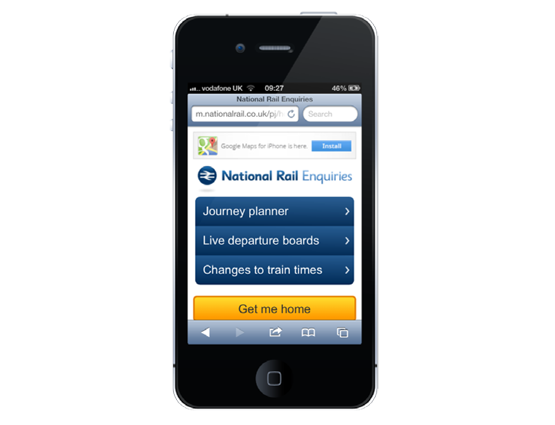 vodafone UK 09:27 46%
National Rail Enquiries
m.nationalrail.co.uk/pj/h Search
Google Maps for iPhone is here. Install
National Rail Enquiries
Journey planner
Live departure boards
Changes to train times
Get me home